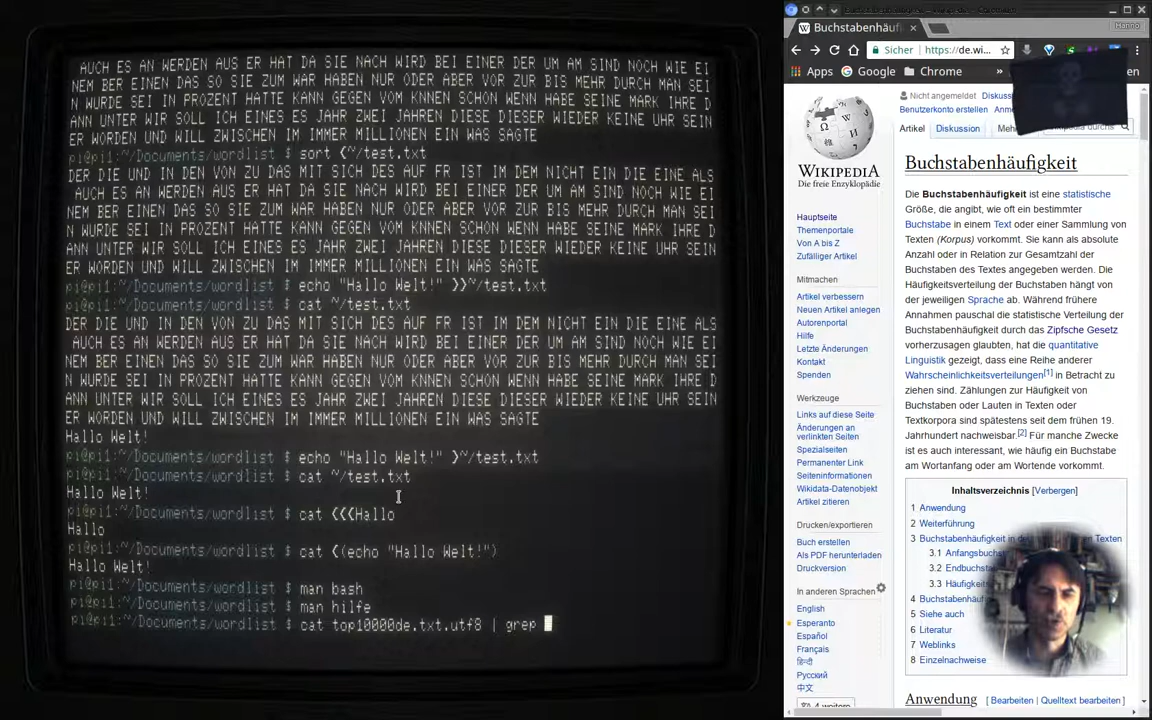 AUCH ES AN WERDEN AUS ER HAT DA SIE NACH WIRD BEI EINER DER UM AM SIND NOCH WIE EI
NEM BER EINEN DAS SO SIE ZUM WAR HABEN NUR ODER ABER VOR ZUR BIS MEHR DURCH MAN SEI
N WURDE SEI IN PROZENT HATTE KANN GEGEN VOM KNNEN SCHON WENN HABE SEINE MARK IHRE D
ANN UNTER WIR SOLL ICH EINES ES JAHR ZWEI JAHREN DIESE DIESER WIEDER KEINE UHR SEIN
ER WORDEN UND WILL ZWISCHEN IM IMMER MILLIONEN EIN WAS SAGTE
pi@pi1:~/Documents/wordlist $ sort <~/test.txt
DER DIE UND IN DEN VON ZU DAS MIT SICH DES AUF FR IST IM DEM NICHT EIN DIE EINE ALS
AUCH ES AN WERDEN AUS ER HAT DA SIE NACH WIRD BEI EINER DER UM AM SIND NOCH WIE EI
NEM BER EINEN DAS SO SIE ZUM WAR HABEN NUR ODER ABER VOR ZUR BIS MEHR DURCH MAN SEI
N WURDE SEI IN PROZENT HATTE KANN GEGEN VOM KNNEN SCHON WENN HABE SEINE MARK IHRE D
ANN UNTER WIR SOLL ICH EINES ES JAHR ZWEI JAHREN DIESE DIESER WIEDER KEINE UHR SEIN
ER WORDEN UND WILL ZWISCHEN IM IMMER MILLIONEN EIN WAS SAGTE
pi@pi1:~/Documents/wordlist $ echo "Hallo Welt!" >>~/test.txt
pi@pi1:~/Documents/wordlist $ cat ~/test.txt
DER DIE UND IN DEN VON ZU DAS MIT SICH DES AUF FR IST IM DEM NICHT EIN DIE EINE ALS
AUCH ES AN WERDEN AUS ER HAT DA SIE NACH WIRD BEI EINER DER UM AM SIND NOCH WIE EI
NEM BER EINEN DAS SO SIE ZUM WAR HABEN NUR ODER ABER VOR ZUR BIS MEHR DURCH MAN SEI
N WURDE SEI IN PROZENT HATTE KANN GEGEN VOM KNNEN SCHON WENN HABE SEINE MARK IHRE D
ANN UNTER WIR SOLL ICH EINES ES JAHR ZWEI JAHREN DIESE DIESER WIEDER KEINE UHR SEIN
ER WORDEN UND WILL ZWISCHEN IM IMMER MILLIONEN EIN WAS SAGTE
Hallo Welt!
pi@pi1:~/Documents/wordlist $ echo "Hallo Welt!" >~/test.txt
pi@pi1:~/Documents/wordlist $ cat ~/test.txt
Hallo Welt!
pi@pi1:~/Documents/wordlist $ cat <<<Hallo
Hallo
pi@pi1:~/Documents/wordlist $ cat <(echo "Hallo Welt!")
Hallo Welt!
pi@pi1:~/Documents/wordlist $ man bash
pi@pi1:~/Documents/wordlist $ man hilfe
pi@pi1:~/Documents/wordlist $ cat top10000de.txt.utf8 | grep
Buchstabenhäuf
Hanno
Sicher
https://de.wi...
Apps
Google
Chrome
»
en
WIKIPEDIA
Die freie Enzyklopädie
Hauptseite
Themenportale
Von A bis Z
Zufälliger Artikel
Mitmachen
Artikel verbessern
Neuen Artikel anlegen
Autorenportal
Hilfe
Letzte Änderungen
Kontakt
Spenden
Werkzeuge
Links auf diese Seite
Änderungen an
verlinkten Seiten
Spezialseiten
Permanenter Link
Seiteninformationen
Wikidata-Datenobjekt
Artikel zitieren
Drucken/exportieren
Buch erstellen
Als PDF herunterladen
Druckversion
In anderen Sprachen
English
Esperanto
Español
Français
हिन्दी
Русский
中文
4 weitere
Nicht angemeldet Diskuss
Benutzerkonto erstellen Anm
Artikel Diskussion Meh
Buchstabenhäufigkeit
Die Buchstabenhäufigkeit ist eine statistische
Größe, die angibt, wie oft ein bestimmter
Buchstabe in einem Text oder einer Sammlung von
Texten (Korpus) vorkommt. Sie kann als absolute
Anzahl oder in Relation zur Gesamtzahl der
Buchstaben des Textes angegeben werden. Die
Häufigkeitsverteilung der Buchstaben hängt von
der jeweiligen Sprache ab. Während frühere
Annahmen pauschal die statistische Verteilung der
Buchstabenhäufigkeit durch das Zipfsche Gesetz
vorherzusagen glaubten, hat die quantitative
Linguistik gezeigt, dass eine Reihe anderer
Wahrscheinlichkeitsverteilungen[1] in Betracht zu
ziehen sind. Zählungen zur Häufigkeit von
Buchstaben oder Lauten in Texten oder
Textkorpora sind spätestens seit dem frühen 19.
Jahrhundert nachweisbar.[2] Für manche Zwecke
ist es auch interessant, wie häufig ein Buchstabe
am Wortanfang oder am Wortende vorkommt.
Inhaltsverzeichnis [Verbergen]
1 Anwendung
2 Weiterführung
3 Buchstabenhäufigkeit in de Texten
3.1 Anfangsbuch
3.2 Endbuchsta
3.3 Häufigkei
4 Buchstabenhäuf
5 Siehe auch
6 Literatur
7 Weblinks
8 Einzelnachweise
Anwendung [ Bearbeiten | Quelltext bearbeiten ]